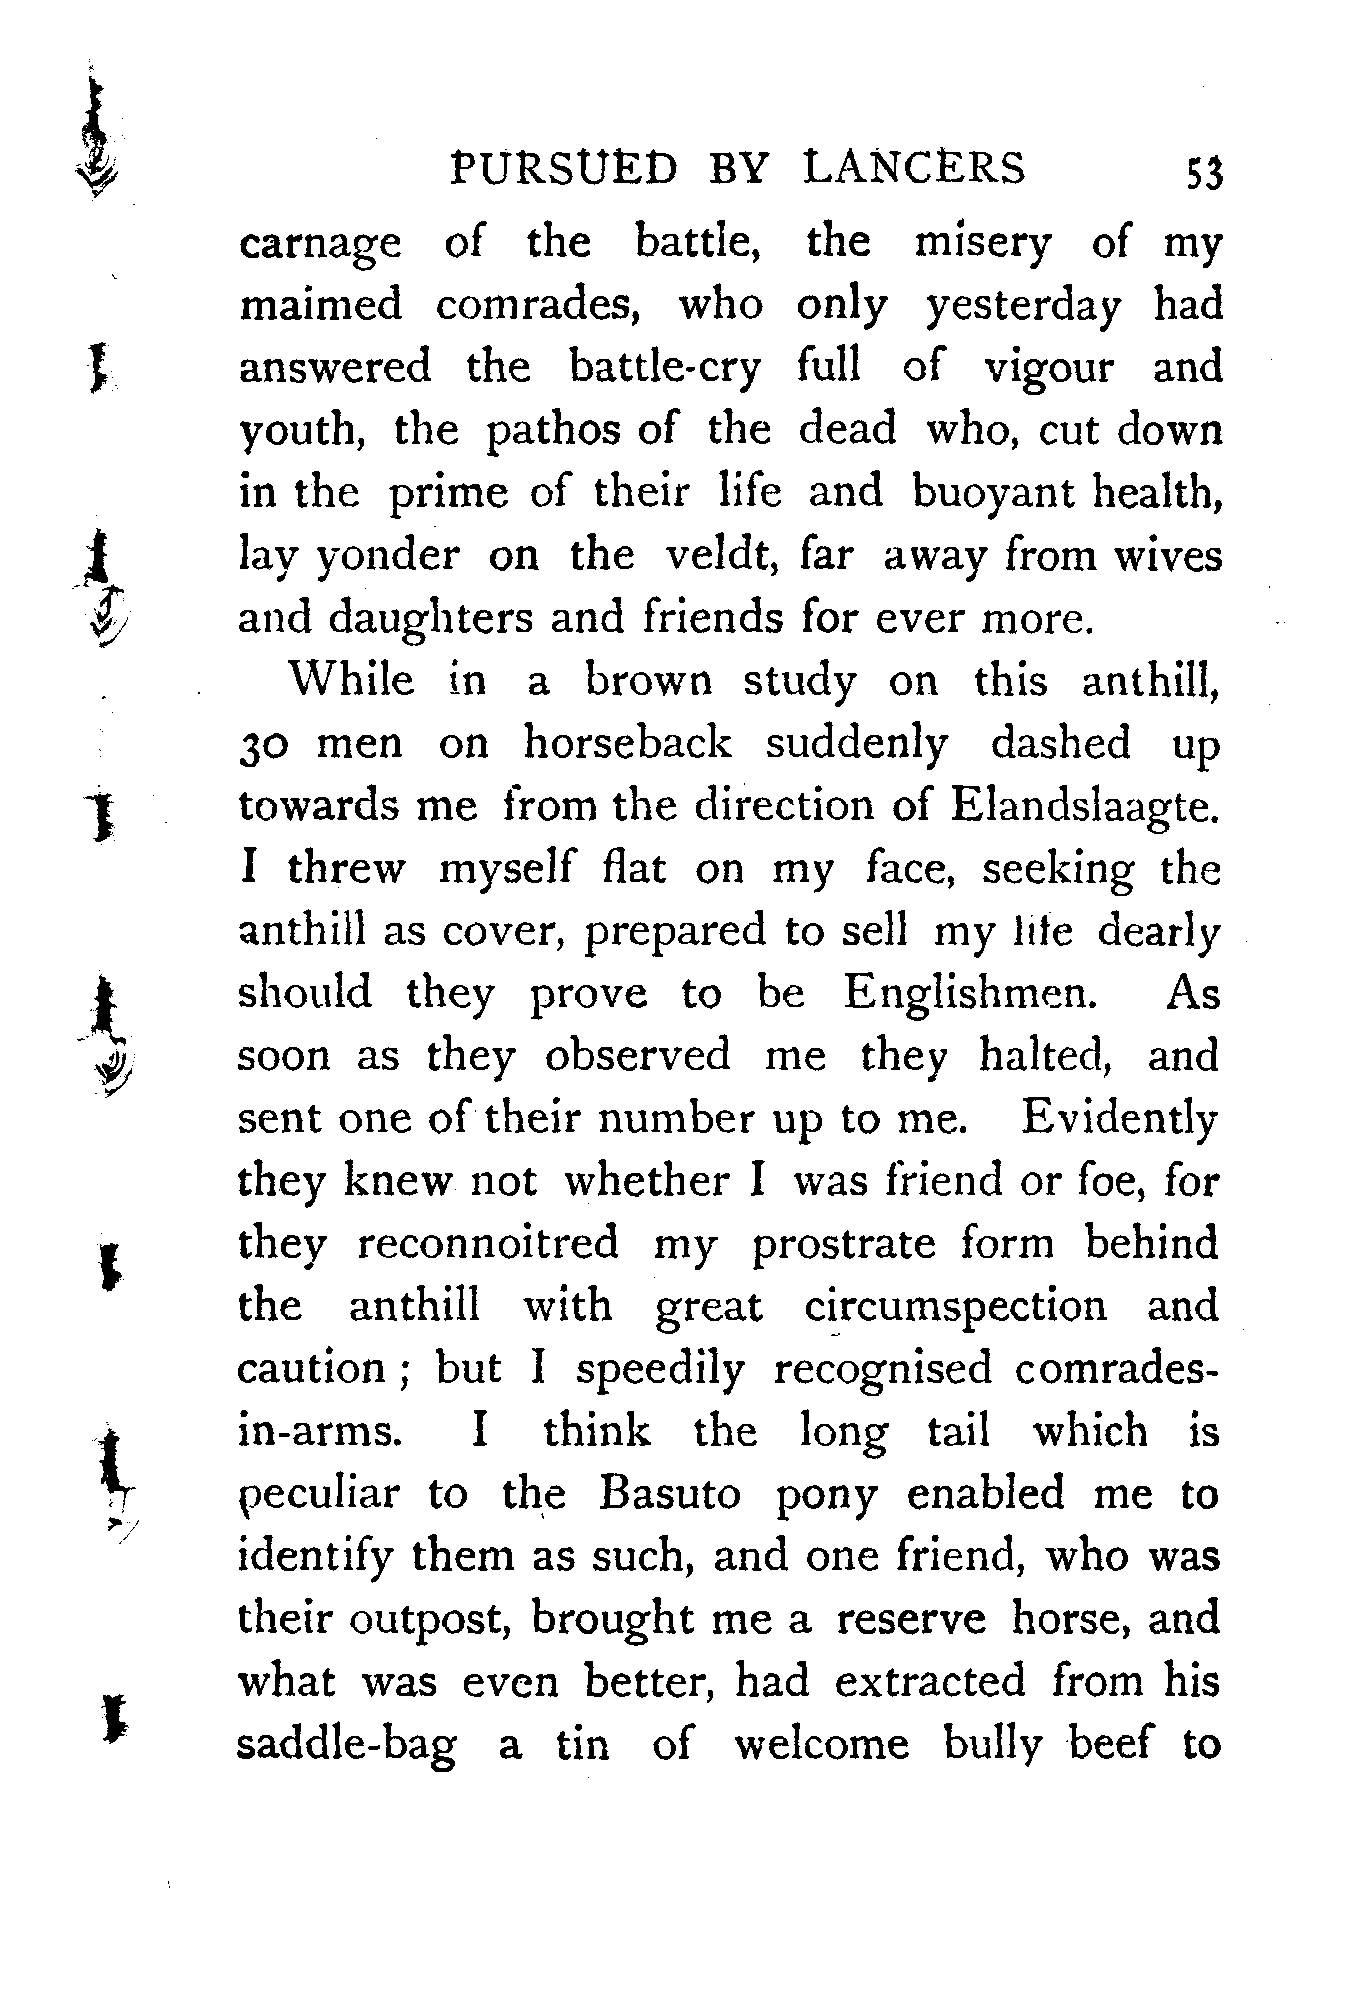 PURSUED BY LANCERS 53
carnage of the battle, the misery of my
maimed comrades, who only yesterday had
answered the battle-cry full of vigour and
youth, the pathos of the dead who, cut down
in the prime of their life and buoyant health,
lay yonder on the veldt, far away from wives
and daughters and friends for ever more.
While in a brown study on this anthill,
30 men on horseback suddenly dashed up
towards me from the direction of Elandslaagte.
I threw myself flat on my face, seeking the
anthill as cover, prepared to sell my life dearly
should they prove to be Englishmen. As
soon as they observed me they halted, and
sent one of their number up to me. Evidently
they knew not whether I was friend or foe, for
they reconnoitred my prostrate form behind
the anthill with great circumspection and
caution ; but I speedily recognised comrades-
in-arms. I think the long tail which is
peculiar to the Basuto pony enabled me to
identify them as such, and one friend, who was
their outpost, brought me a reserve horse, and
what was even better, had extracted from his
saddle-bag a tin of welcome bully beef to